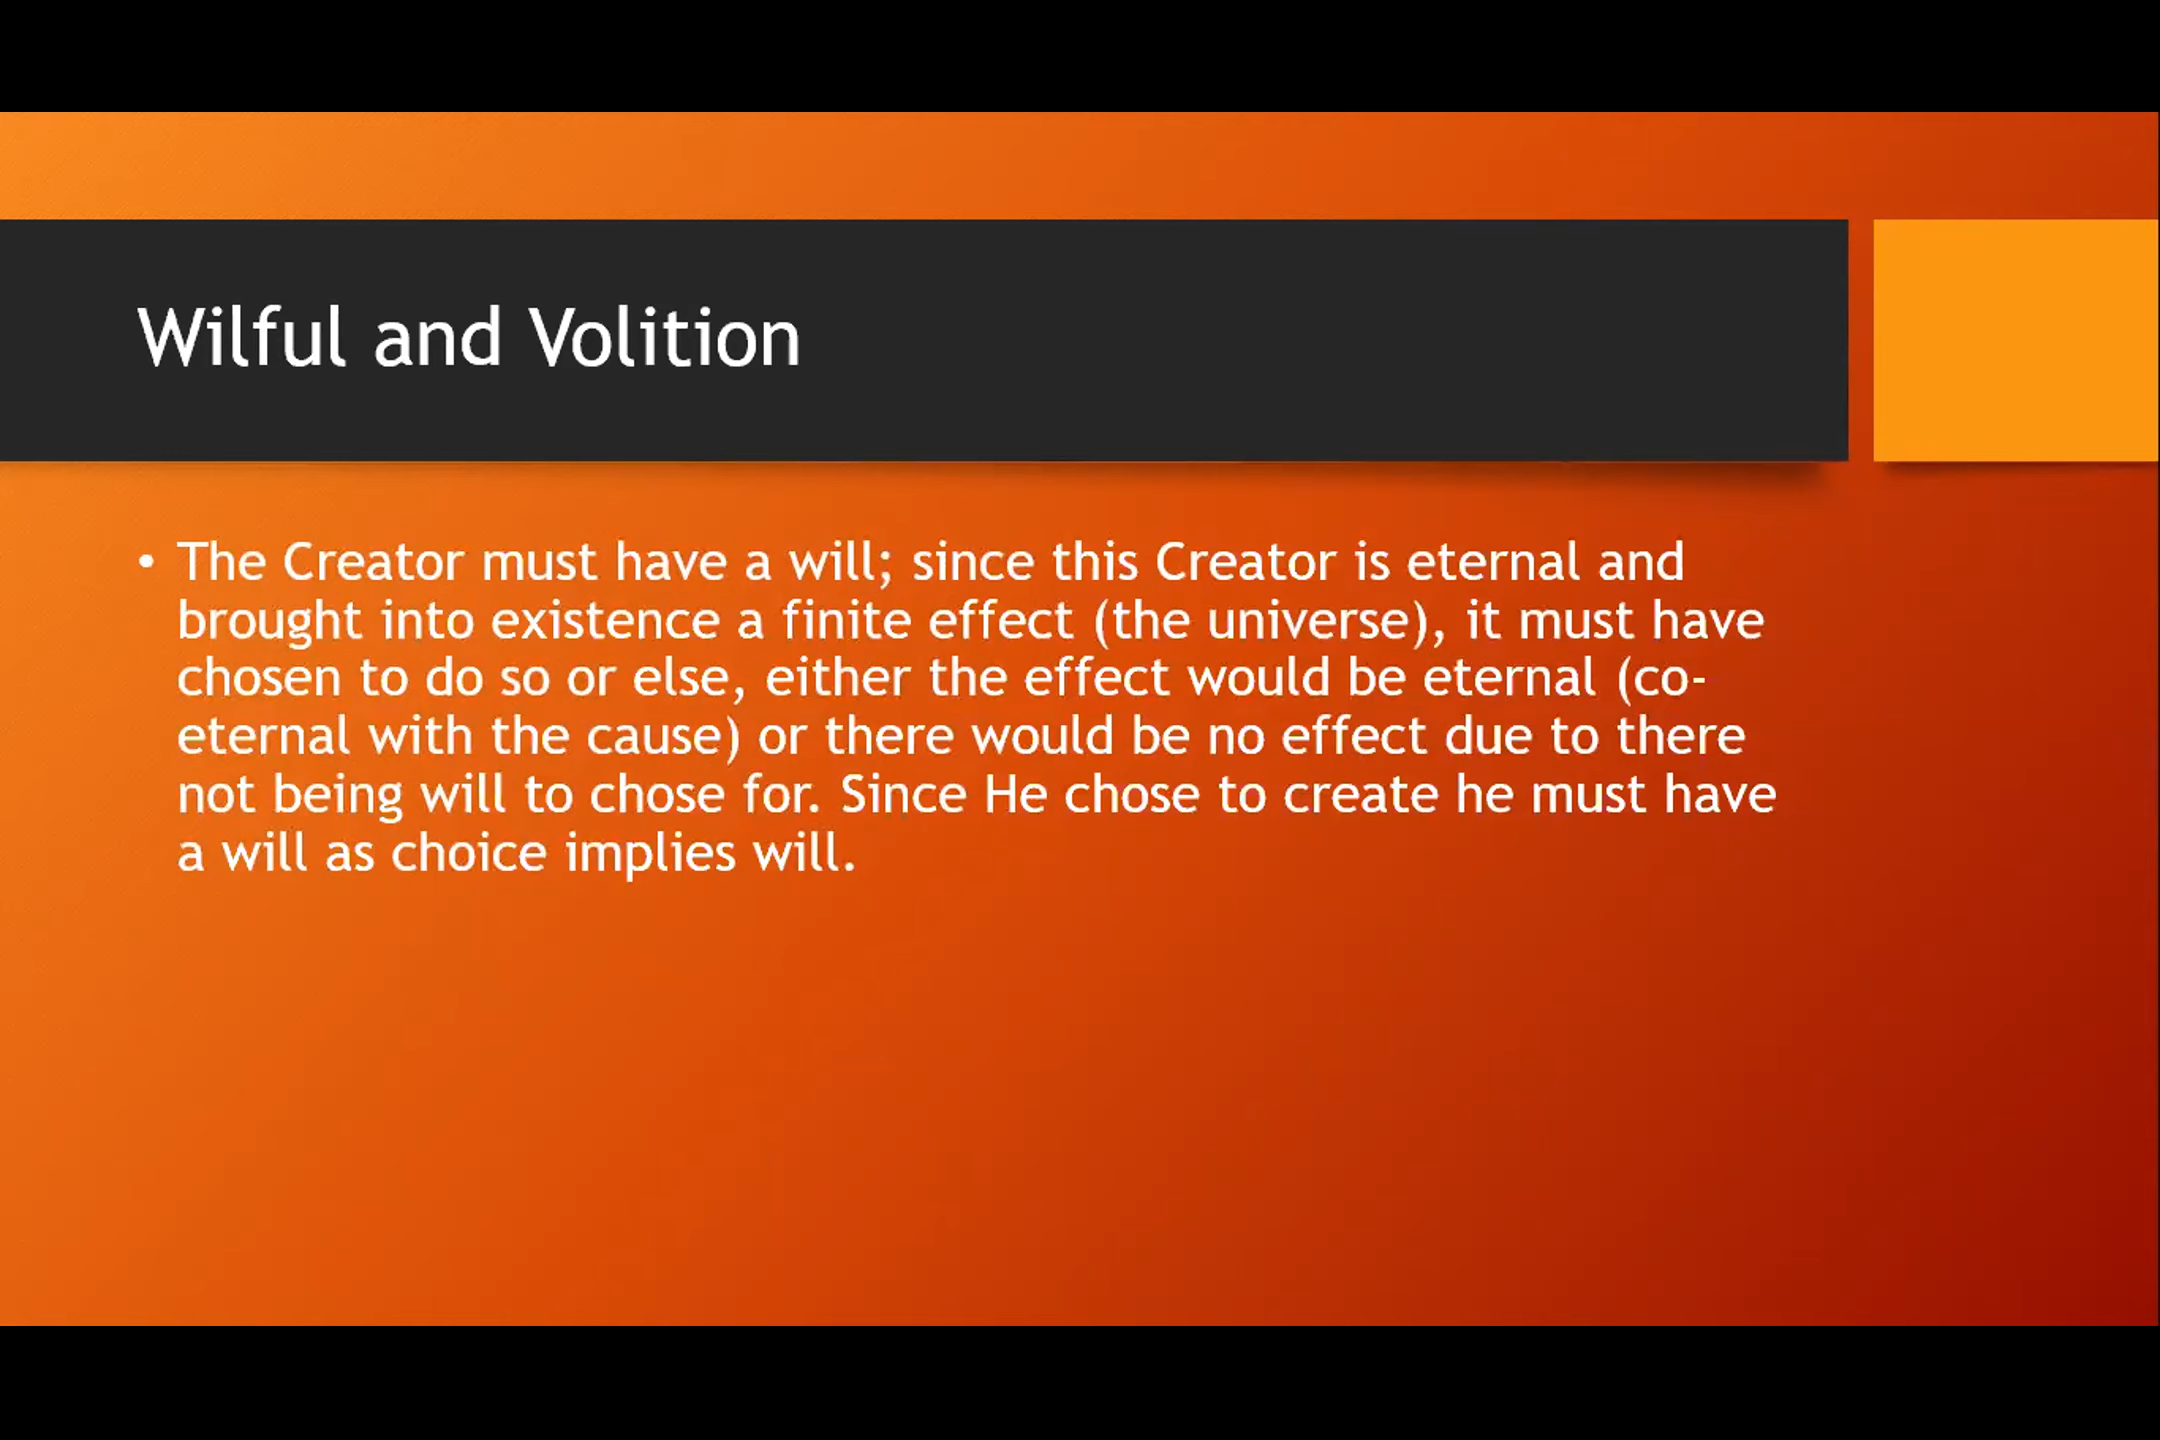 Wilful and Volition
• The Creator must have a will; since this Creator is eternal and
brought into existence a finite effect (the universe), it must have
chosen to do so or else, either the effect would be eternal (co-
eternal with the cause) or there would be no effect due to there
not being will to chose for. Since He chose to create he must have
a will as choice implies will.